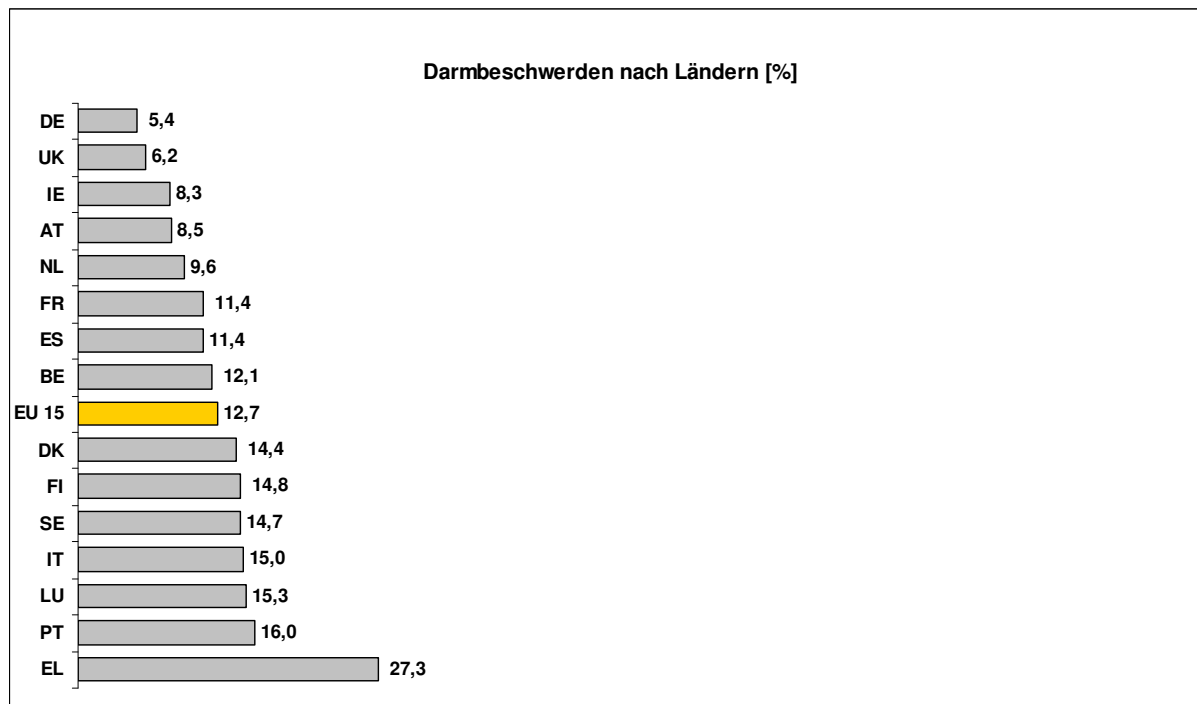 Darmbeschwerden nach Ländern [%]
DE 5,4
UK 6,2
IE 8,3
AT 8,5
NL 9,6
FR 11,4
ES 11,4
BE 12,1
EU 15 12,7
DK 14,4
FI 14,8
SE 14,7
IT 15,0
LU 15,3
PT 16,0
EL 27,3